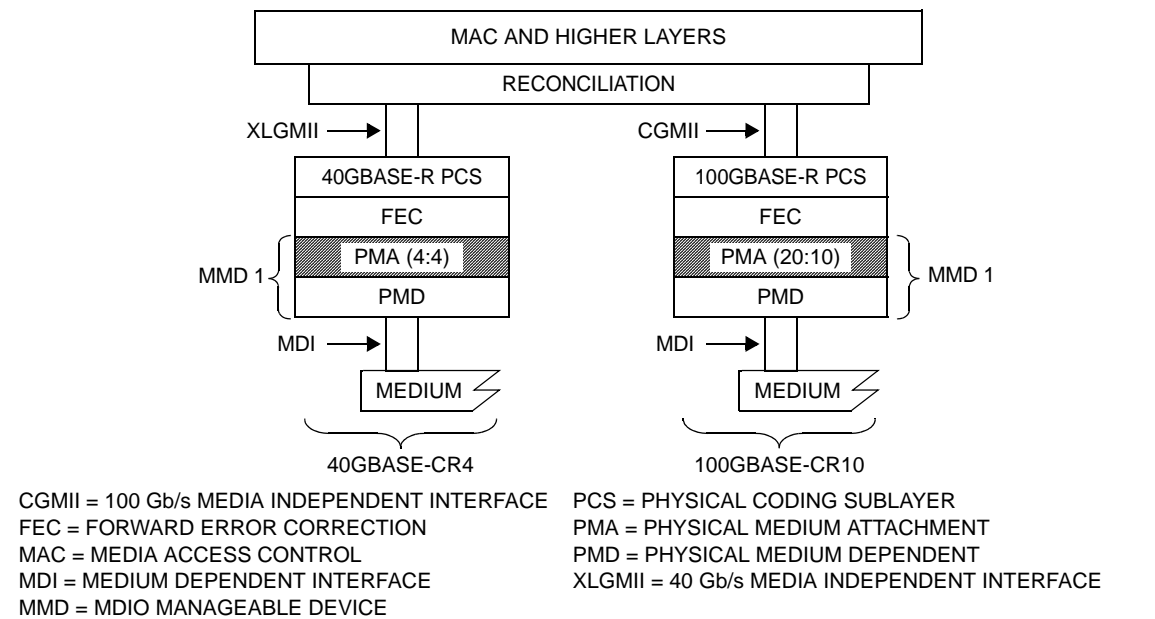 MAC AND HIGHER LAYERS
RECONCILIATION
XLGMII
CGMII
40GBASE-R PCS
100GBASE-R PCS
FEC
FEC
PMA (4:4)
PMA (20:10)
MMD 1
MMD 1
PMD
PMD
MDI
MDI
MEDIUM
MEDIUM
40GBASE-CR4
100GBASE-CR10
CGMII = 100 Gb/s MEDIA INDEPENDENT INTERFACE
FEC = FORWARD ERROR CORRECTION
MAC = MEDIA ACCESS CONTROL
MDI = MEDIUM DEPENDENT INTERFACE
MMD = MDIO MANAGEABLE DEVICE
PCS = PHYSICAL CODING SUBLAYER
PMA = PHYSICAL MEDIUM ATTACHMENT
PMD = PHYSICAL MEDIUM DEPENDENT
XLGMII = 40 Gb/s MEDIA INDEPENDENT INTERFACE